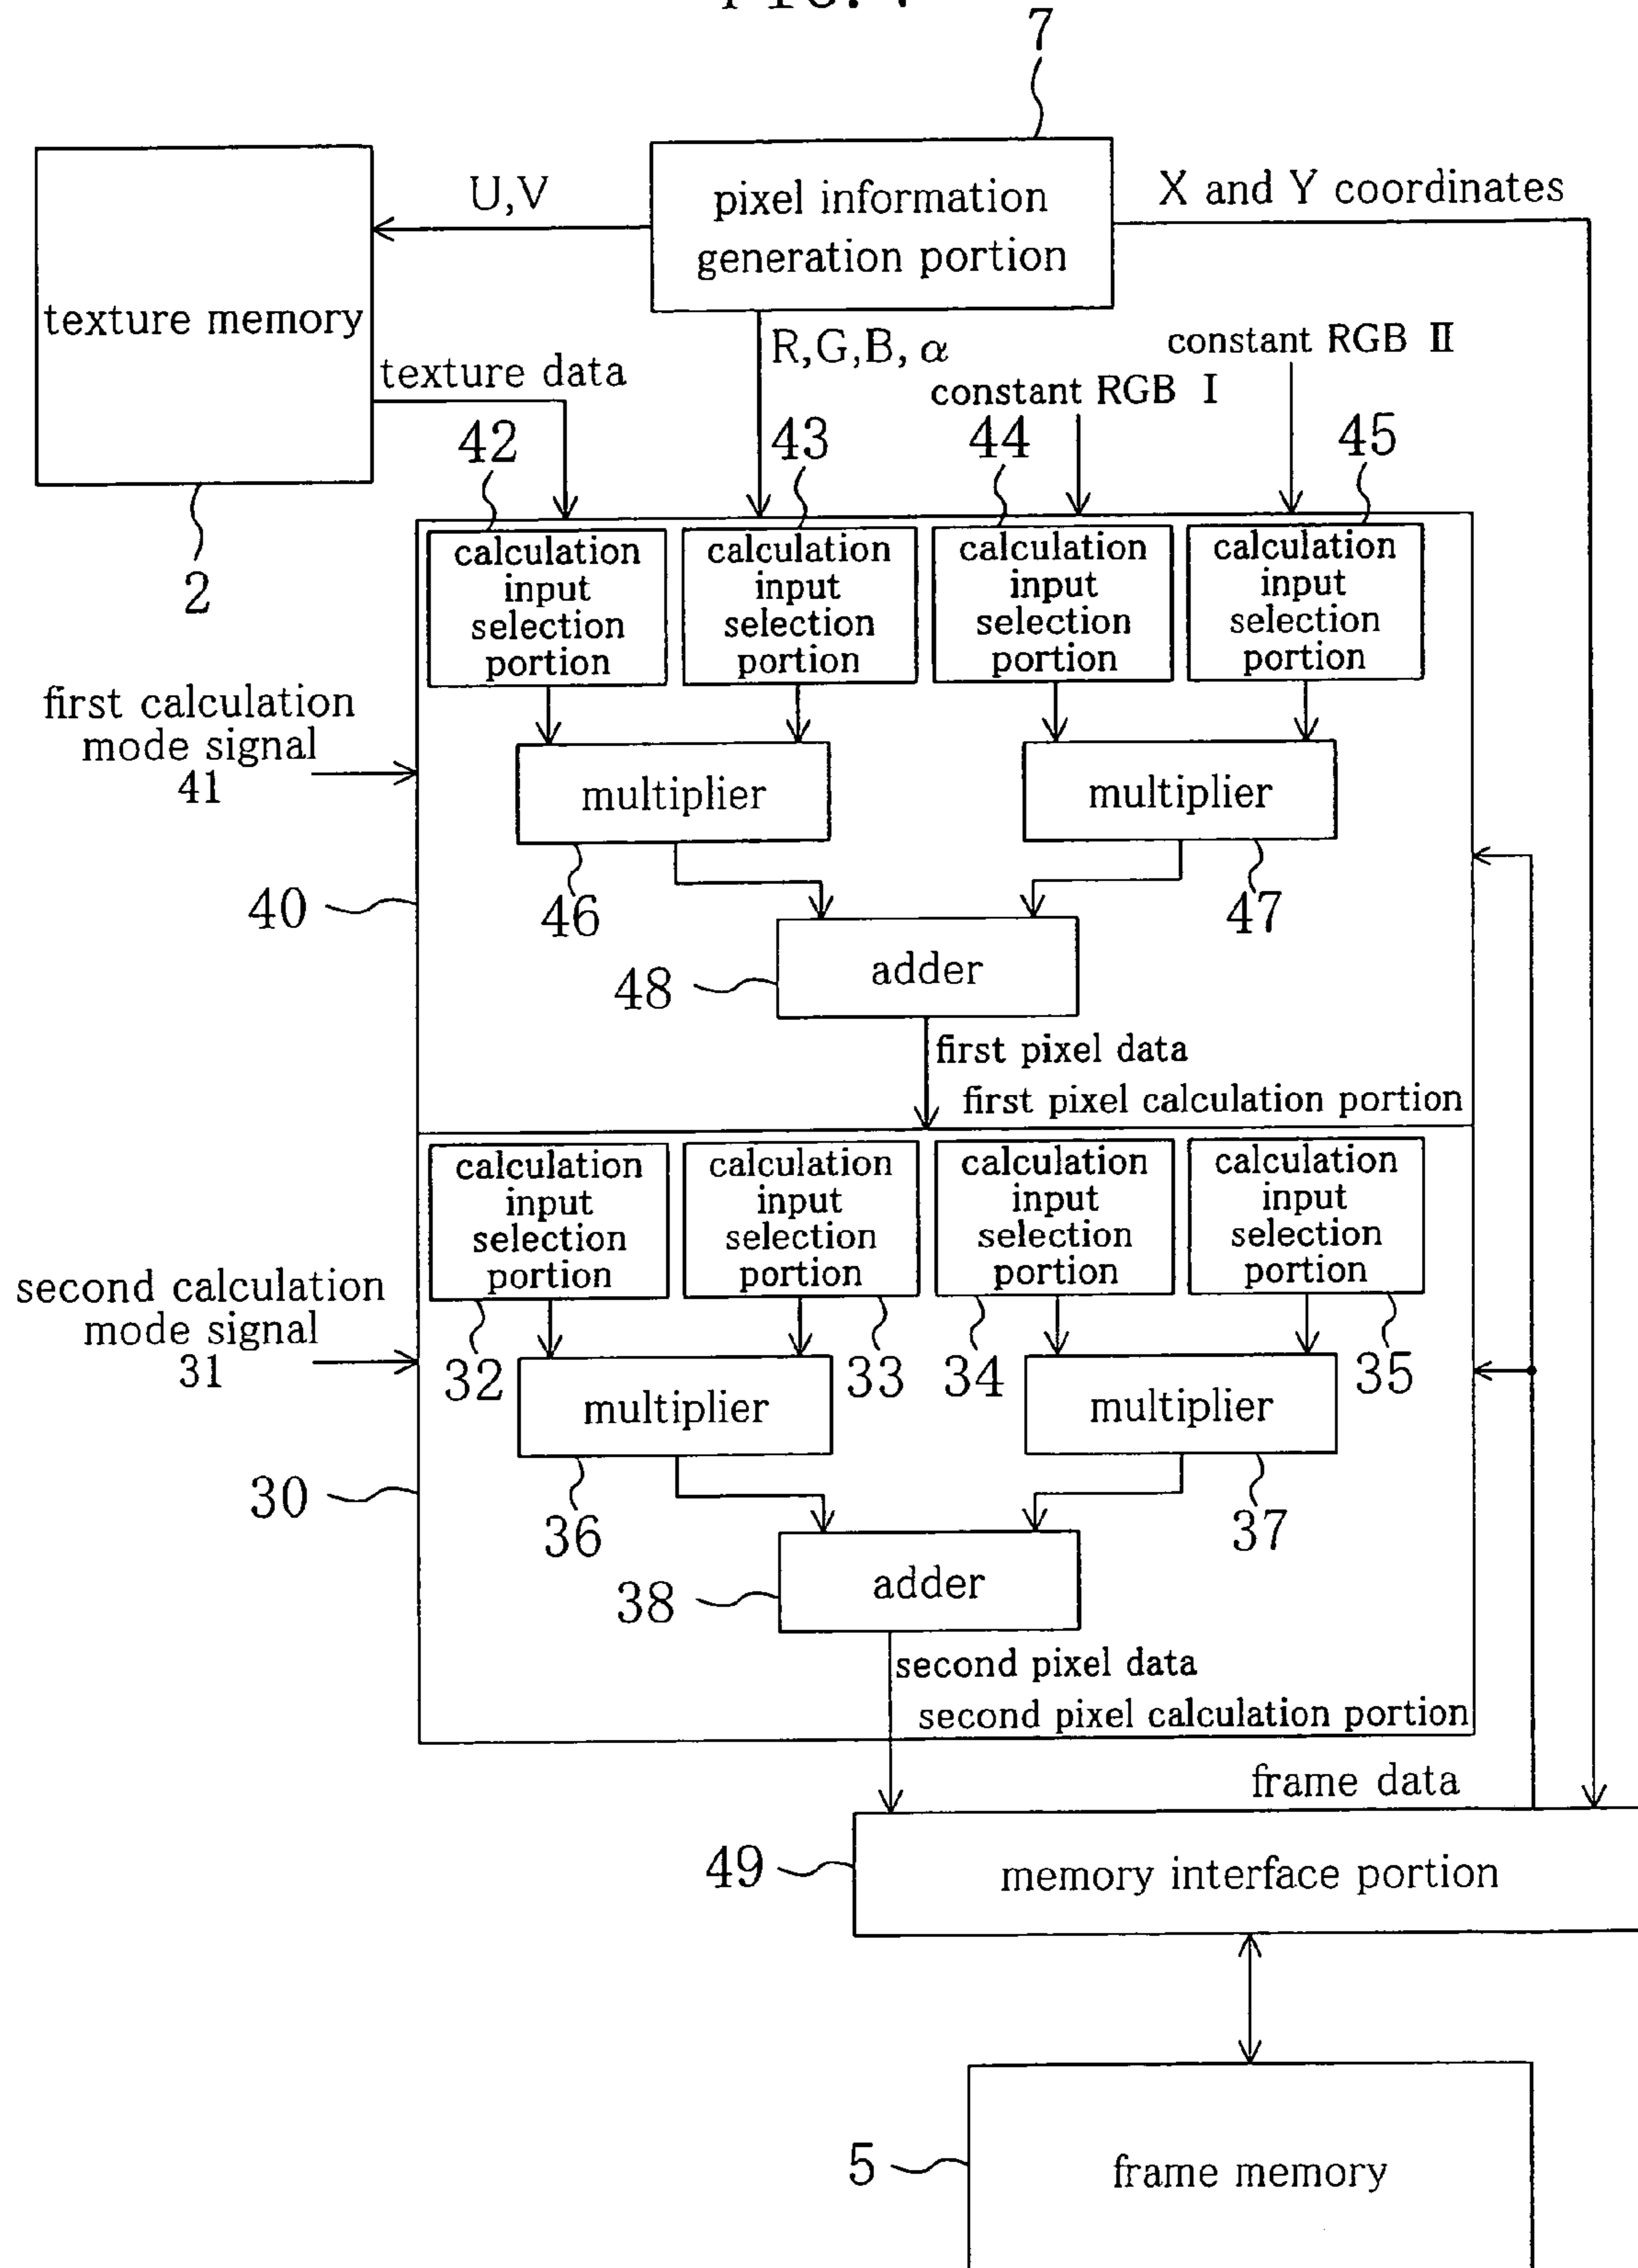 7
U,V
pixel information
generation portion
X and Y coordinates
texture memory
R,G,B, α
constant RGB Ⅱ
texture data
constant RGB Ⅰ
42
43
44
45
2
calculation
input
selection
portion
calculation
input
selection
portion
calculation
input
selection
portion
calculation
input
selection
portion
first calculation
mode signal
41
multiplier
multiplier
40
46
47
48
adder
first pixel data
first pixel calculation portion
calculation
input
selection
portion
calculation
input
selection
portion
calculation
input
selection
portion
calculation
input
selection
portion
second calculation
mode signal
31
32
33
34
35
multiplier
multiplier
30
36
37
38
adder
second pixel data
second pixel calculation portion
frame data
49
memory interface portion
5
frame memory